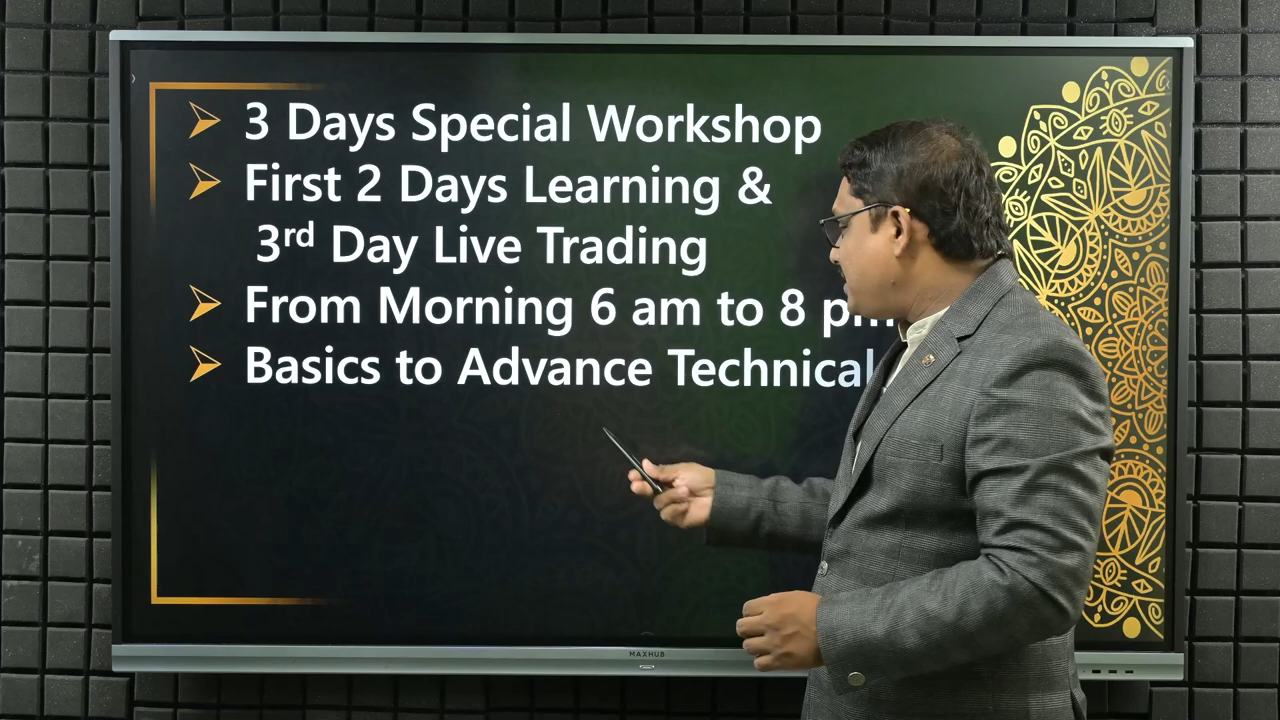 3 Days Special Workshop
First 2 Days Learning &
3rd Day Live Trading
From Morning 6 am to 8 pm
Basics to Advance Technical
MAXHUB